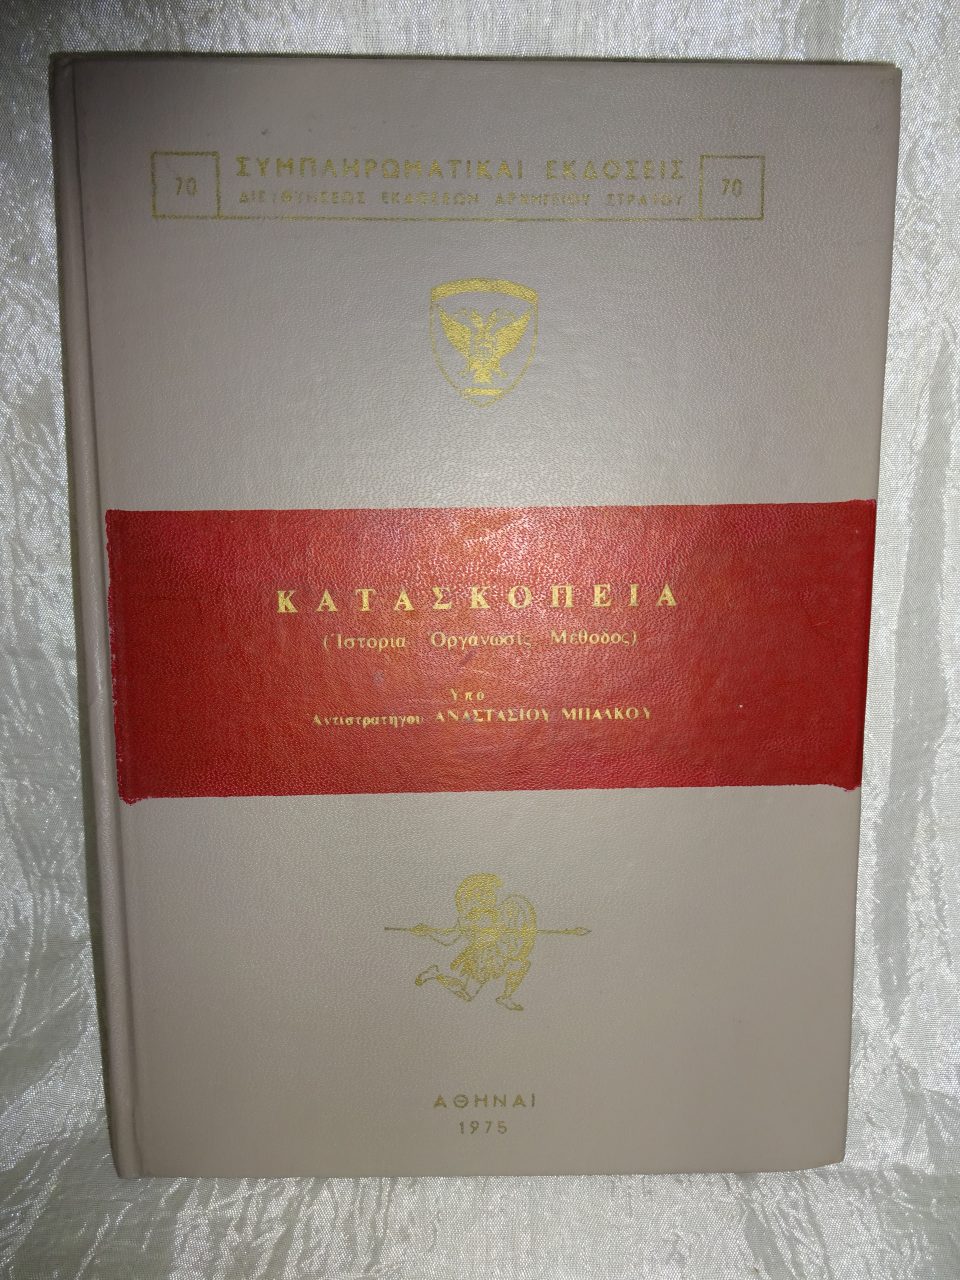 70 ΣΥΜΠΛΗΡΩΜΑΤΙΚΑΙ ΕΚΔΟΣΕΙΣ 70
ΔΙΕΥΘΥΝΣΕΩΣ ΕΚΔΟΣΕΩΝ ΑΡΧΗΓΕΙΟΥ ΣΤΡΑΤΟΥ
ΚΑΤΑΣΚΟΠΕΙΑ
(Ἱστορία Ὀργάνωσις Μέθοδος)
Ὑπὸ
Ἀντιστρατήγου ΑΝΑΣΤΑΣΙΟΥ ΜΠΑΛΚΟΥ
ΑΘΗΝΑΙ
1975